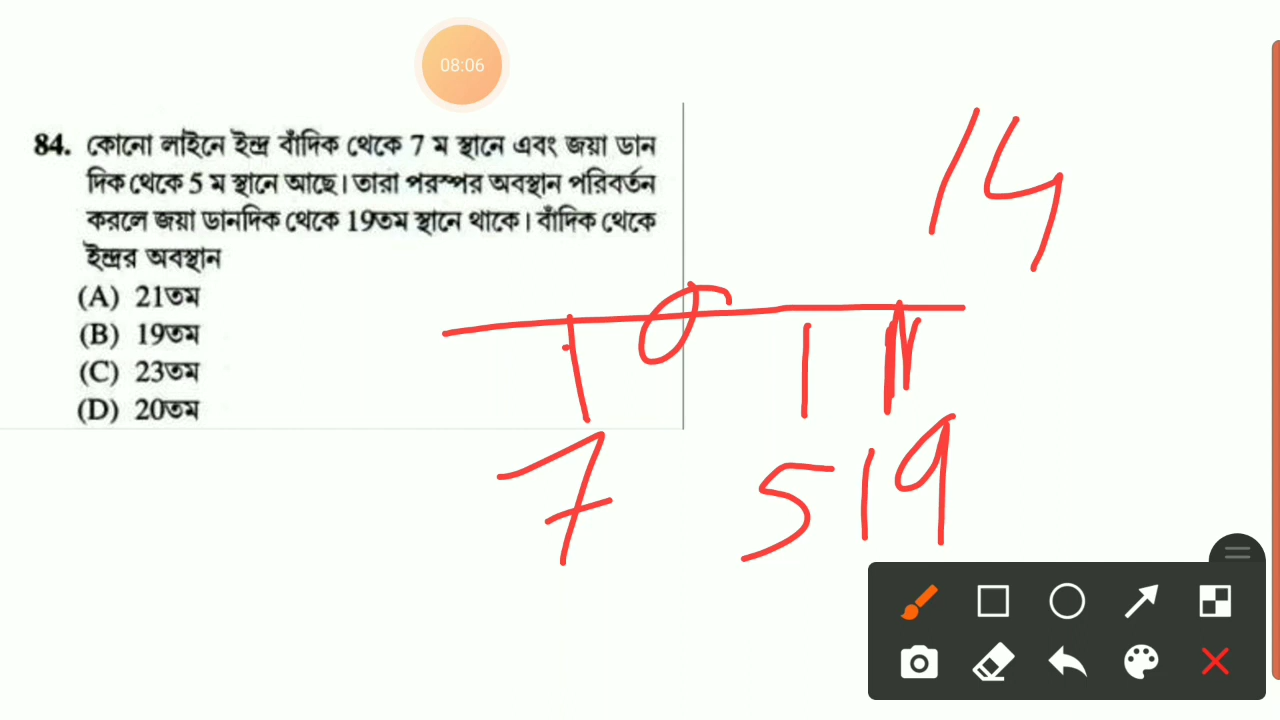 08:06
84. কোনো লাইনে ইন্দ্র বাঁদিক থেকে 7 ম স্থানে এবং জয়া ডান
দিক থেকে 5 ম স্থানে আছে। তারা পরস্পর অবস্থান পরিবর্তন
করলে জয়া ডানদিক থেকে 19তম স্থানে থাকে। বাঁদিক থেকে
ইন্দ্রর অবস্থান
(A) 21তম
(B) 19তম
(C) 23তম
(D) 20তম
14
7 5 19